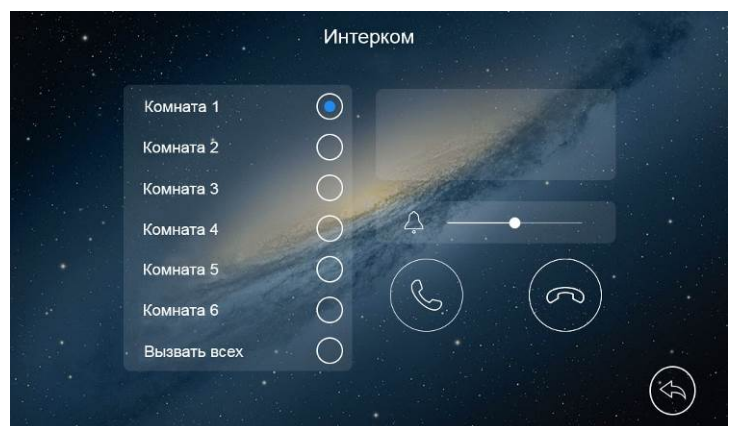 Интерком
Комната 1
Комната 2
Комната 3
Комната 4
Комната 5
Комната 6
Вызвать всех